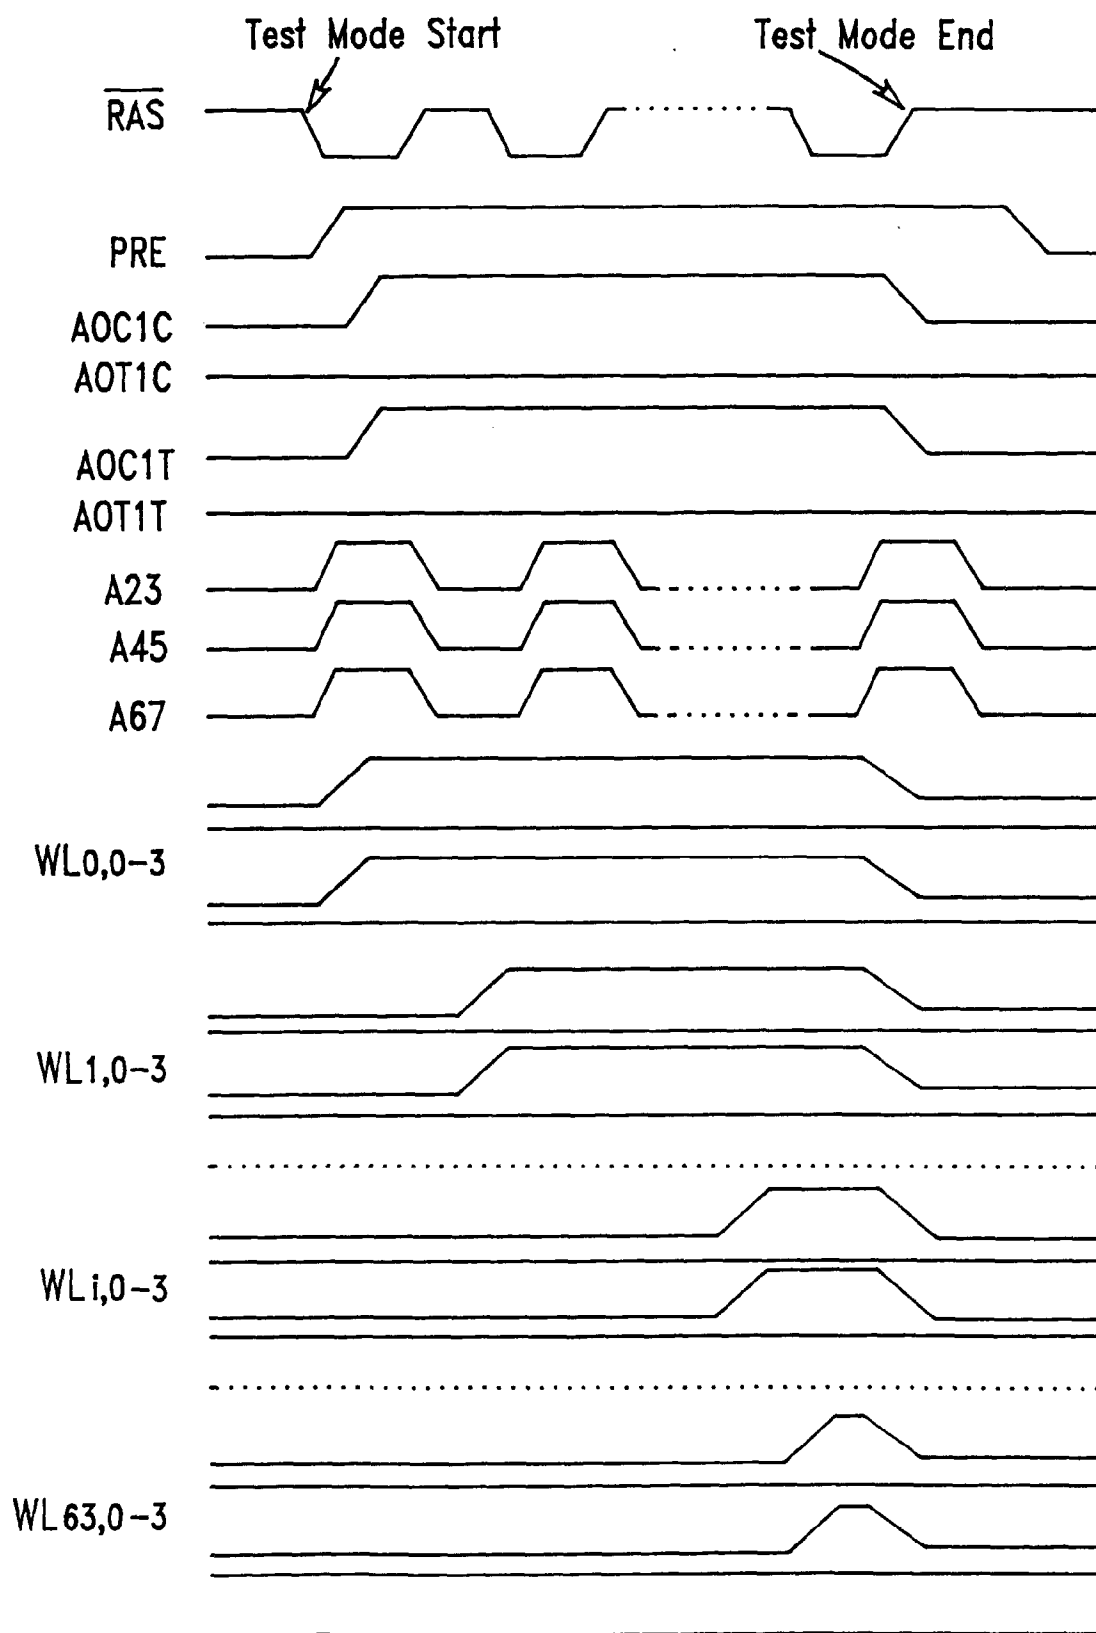 Test Mode Start
Test Mode End
RAS
PRE
AOC1C
AOT1C
AOC1T
AOT1T
A23
A45
A67
WL0,0-3
WL1,0-3
WLi,0-3
WL63,0-3